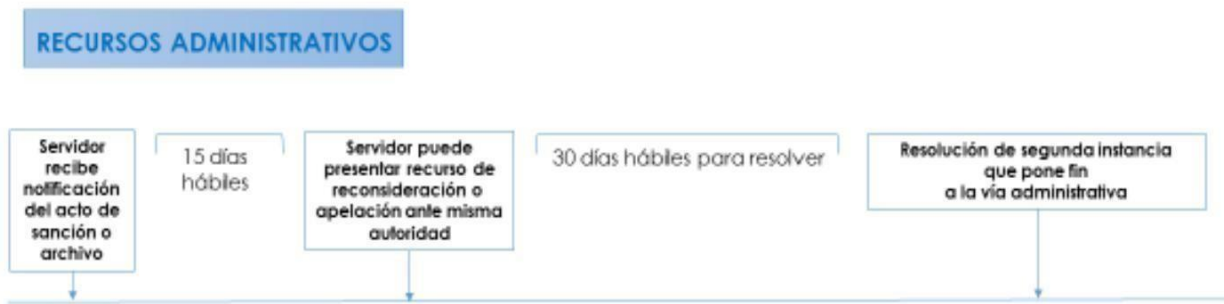 RECURSOS ADMINISTRATIVOS
Servidor
recibe
notificación
del acto de
sanción o
archivo
15 días
hábiles
Servidor puede
presentar recurso de
reconsideración o
apelación ante misma
autoridad
30 días hábiles para resolver
Resolución de segunda instancia
que pone fin
a la vía administrativa